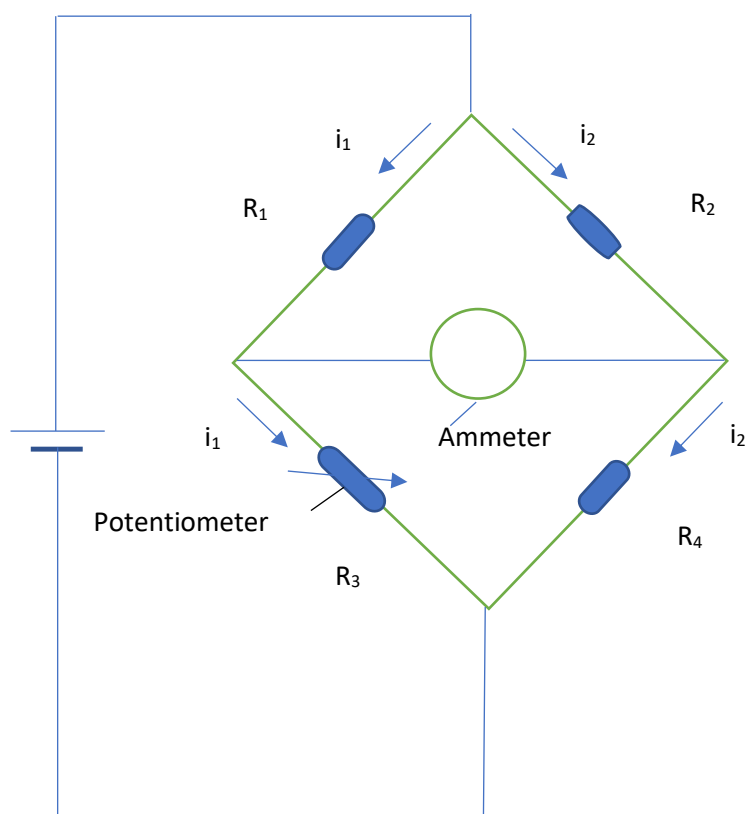 i₁
i₂
R₁
R₂
i₁
Ammeter
i₂
Potentiometer
R₄
R₃